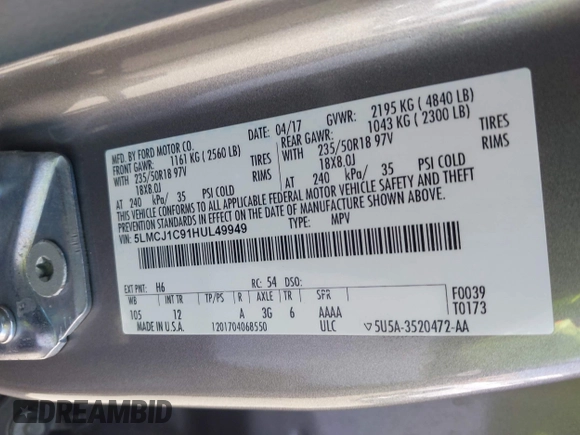 MFD. BY FORD MOTOR CO.
DATE: 04/17 GVWR: 2195 KG ( 4840 LB)
FRONT GAWR: 1161 KG ( 2560 LB) REAR GAWR: 1043 KG ( 2300 LB)
WITH 235/50R18 97V TIRES WITH 235/50R18 97V TIRES
18X8.0J RIMS 18X8.0J RIMS
AT 240 kPa/ 35 PSI COLD AT 240 kPa/ 35 PSI COLD
THIS VEHICLE CONFORMS TO ALL APPLICABLE FEDERAL MOTOR VEHICLE SAFETY AND THEFT
PREVENTION STANDARDS IN EFFECT ON THE DATE OF MANUFACTURE SHOWN ABOVE.
VIN: 5LMCJ1C91HUL49949 TYPE: MPV
EXT PNT: H6 RC: 54 DSO: F0039
WB INT TR TP/PS R AXLE TR SPR T0173
105 12 A 3G 6 AAAA
MADE IN U.S.A. 1201704068550 ULC ▽5U5A-3520472-AA
DREAMBID